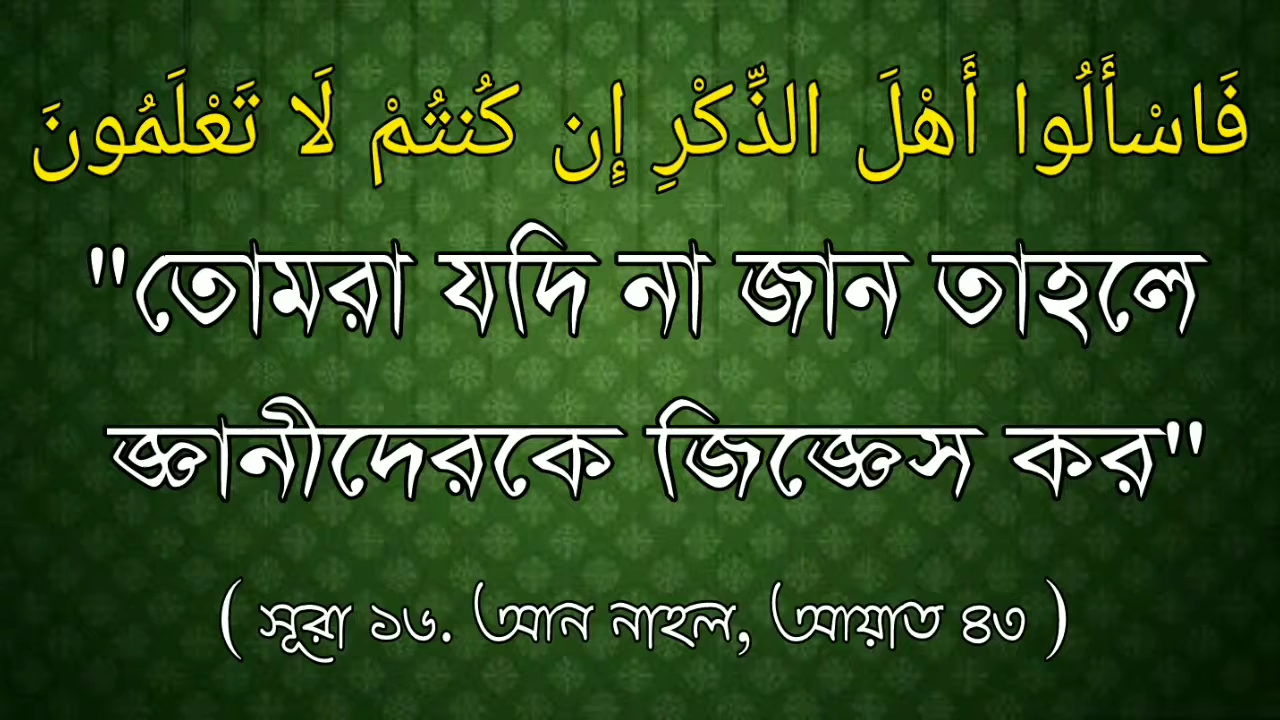 فَاسْأَلُوا أَهْلَ الذِّكْرِ إِن كُنتُمْ لَا تَعْلَمُونَ
"তোমরা যদি না জান তাহলে
জ্ঞানীদেরকে জিজ্ঞেস কর"
( সূরা ১৬. আন নাহল, আয়াত ৪৩ )